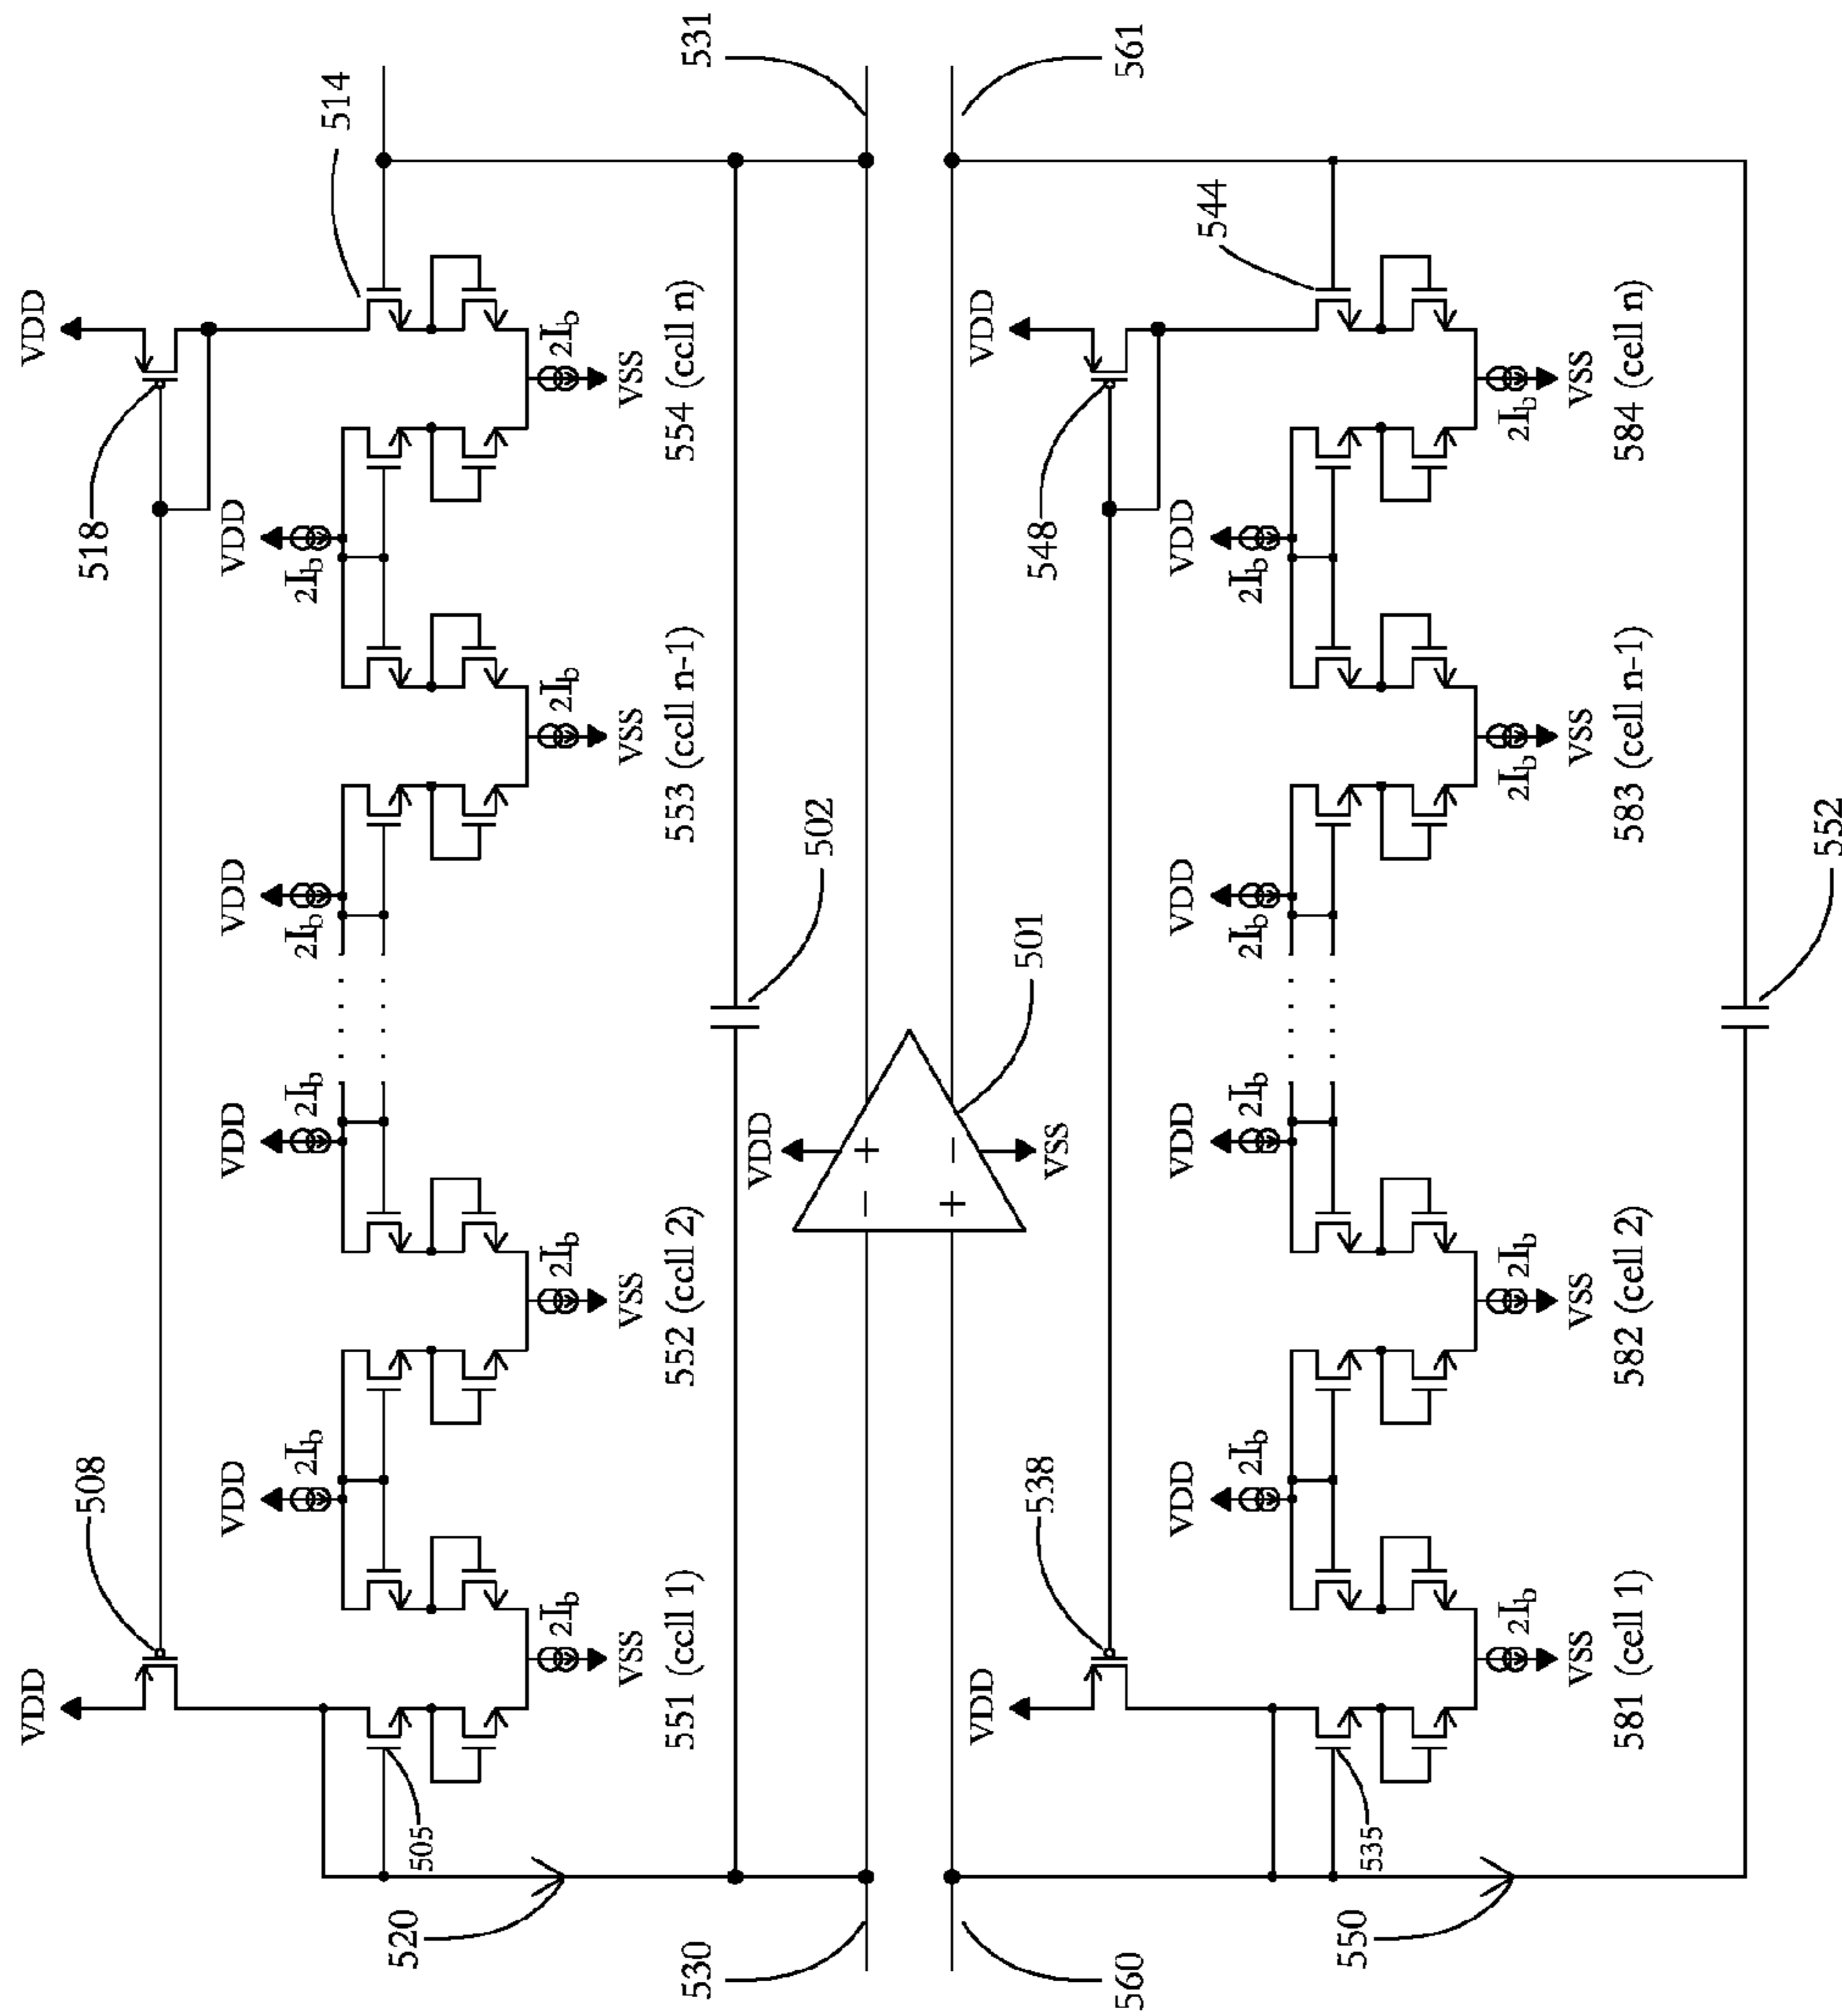 VDD
VDD
508
518
514
VDD
VDD
VDD
VDD
2Ib
2Ib
2Ib
2Ib
505
520
2Ib
2Ib
2Ib
2Ib
VSS
VSS
VSS
VSS
551 (cell 1)
552 (cell 2)
553 (cell n-1)
554 (cell n)
530
531
VDD
502
− +
+ −
501
VSS
VDD
VDD
538
548
560
561
VDD
VDD
VDD
VDD
544
2Ib
2Ib
2Ib
2Ib
535
550
2Ib
2Ib
2Ib
2Ib
VSS
VSS
VSS
VSS
581 (cell 1)
582 (cell 2)
583 (cell n-1)
584 (cell n)
552